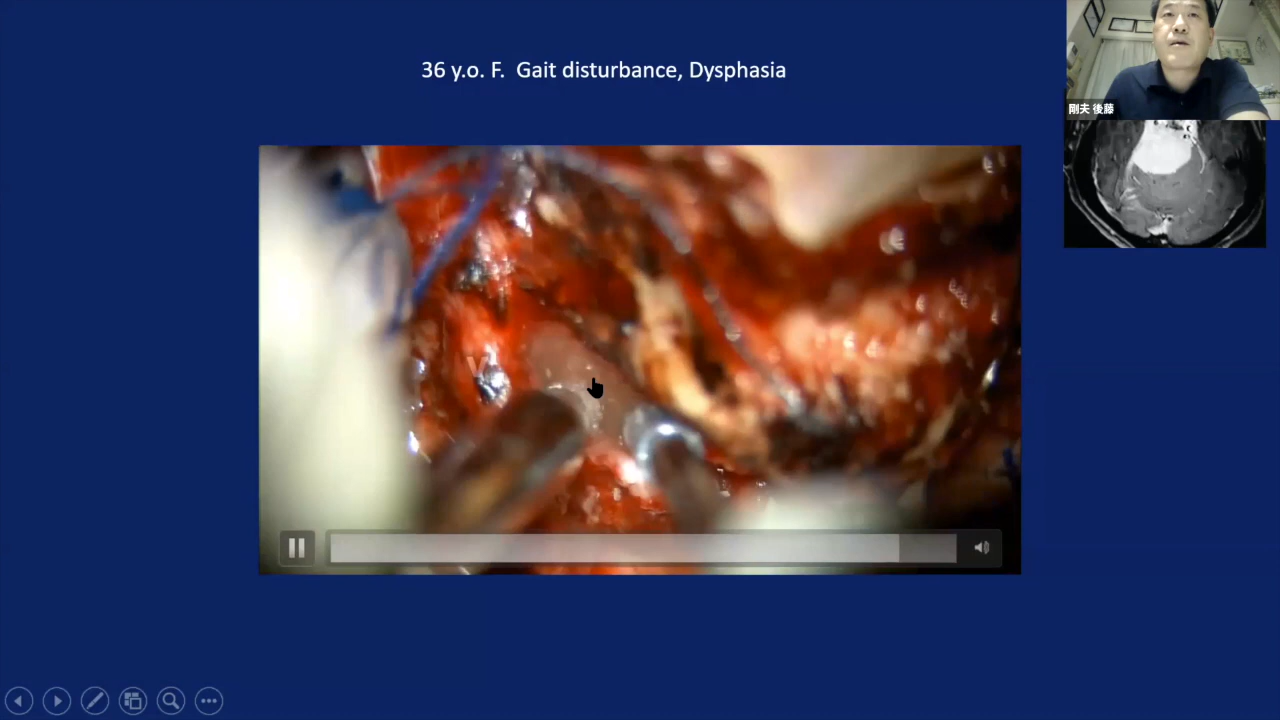 36 y.o. F. Gait disturbance, Dysphasia
剛夫 後藤
V